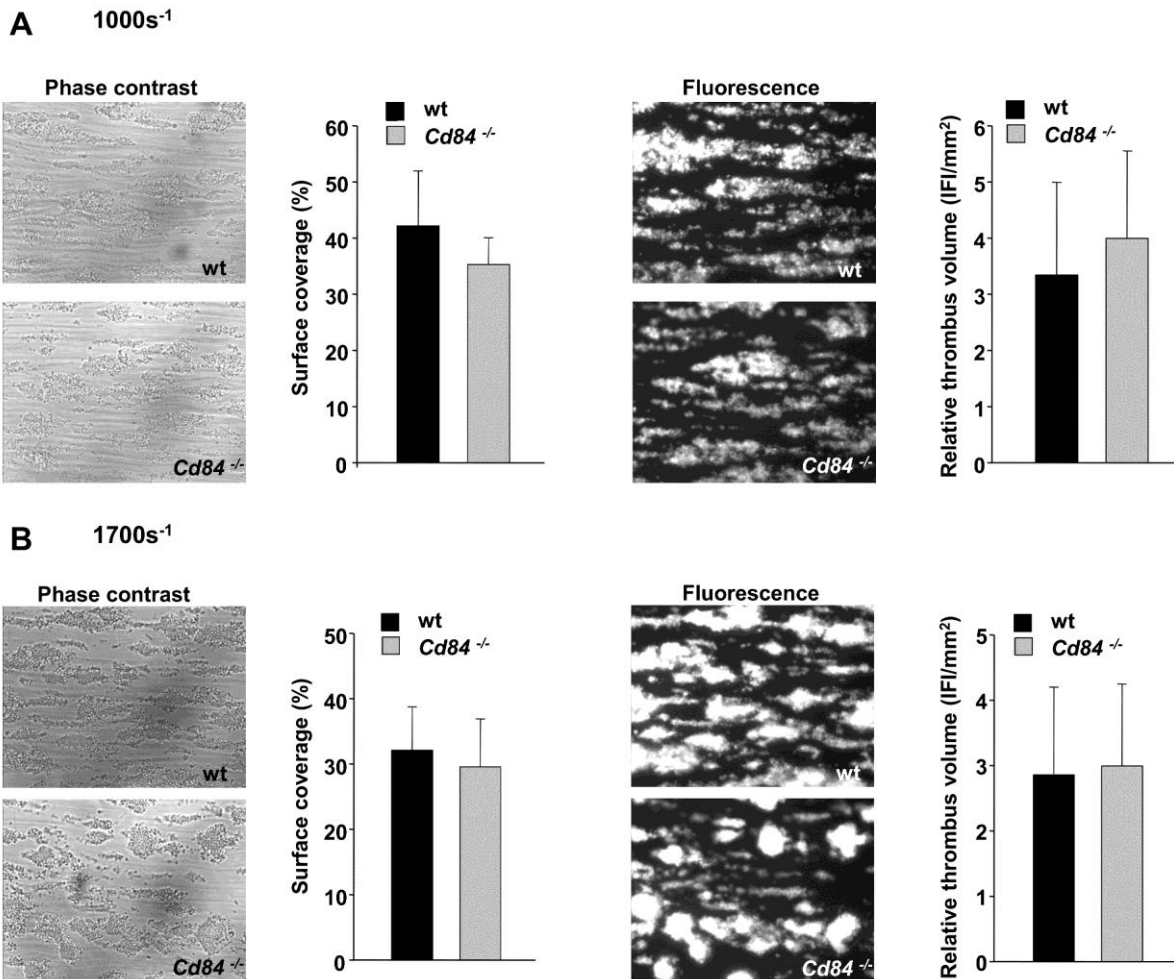 A 1000s⁻¹
Phase contrast
wt
Cd84 -/-
wt
Cd84 -/-
Surface coverage (%)
60
50
40
30
20
10
0
Fluorescence
wt
Cd84 -/-
wt
Cd84 -/-
Relative thrombus volume (IFI/mm²)
6
5
4
3
2
1
0
B 1700s⁻¹
Phase contrast
wt
Cd84 -/-
wt
Cd84 -/-
Surface coverage (%)
50
40
30
20
10
0
Fluorescence
wt
Cd84 -/-
wt
Cd84 -/-
Relative thrombus volume (IFI/mm²)
5
4
3
2
1
0